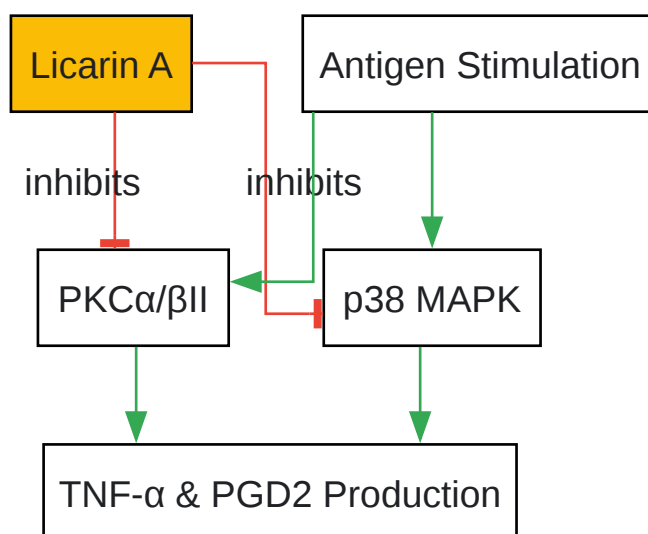 Licarin A
Antigen Stimulation
inhibits
inhibits
PKCα/βII
p38 MAPK
TNF-α & PGD2 Production